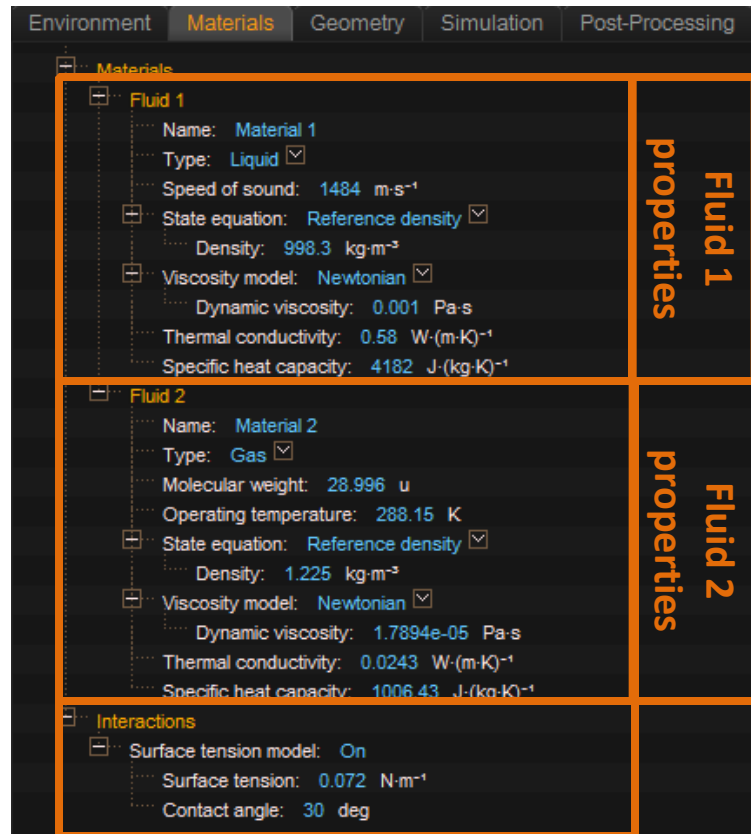 Environment Materials Geometry Simulation Post-Processing
Materials
Fluid 1
Name: Material 1
Type: Liquid
Speed of sound: 1484 m·s⁻¹
State equation: Reference density
Density: 998.3 kg·m⁻³
Viscosity model: Newtonian
Dynamic viscosity: 0.001 Pa·s
Thermal conductivity: 0.58 W·(m·K)⁻¹
Specific heat capacity: 4182 J·(kg·K)⁻¹
Fluid 1
properties
Fluid 2
Name: Material 2
Type: Gas
Molecular weight: 28.996 u
Operating temperature: 288.15 K
State equation: Reference density
Density: 1.225 kg·m⁻³
Viscosity model: Newtonian
Dynamic viscosity: 1.7894e-05 Pa·s
Thermal conductivity: 0.0243 W·(m·K)⁻¹
Specific heat capacity: 1006.43 J·(kg·K)⁻¹
Fluid 2
properties
Interactions
Surface tension model: On
Surface tension: 0.072 N·m⁻¹
Contact angle: 30 deg